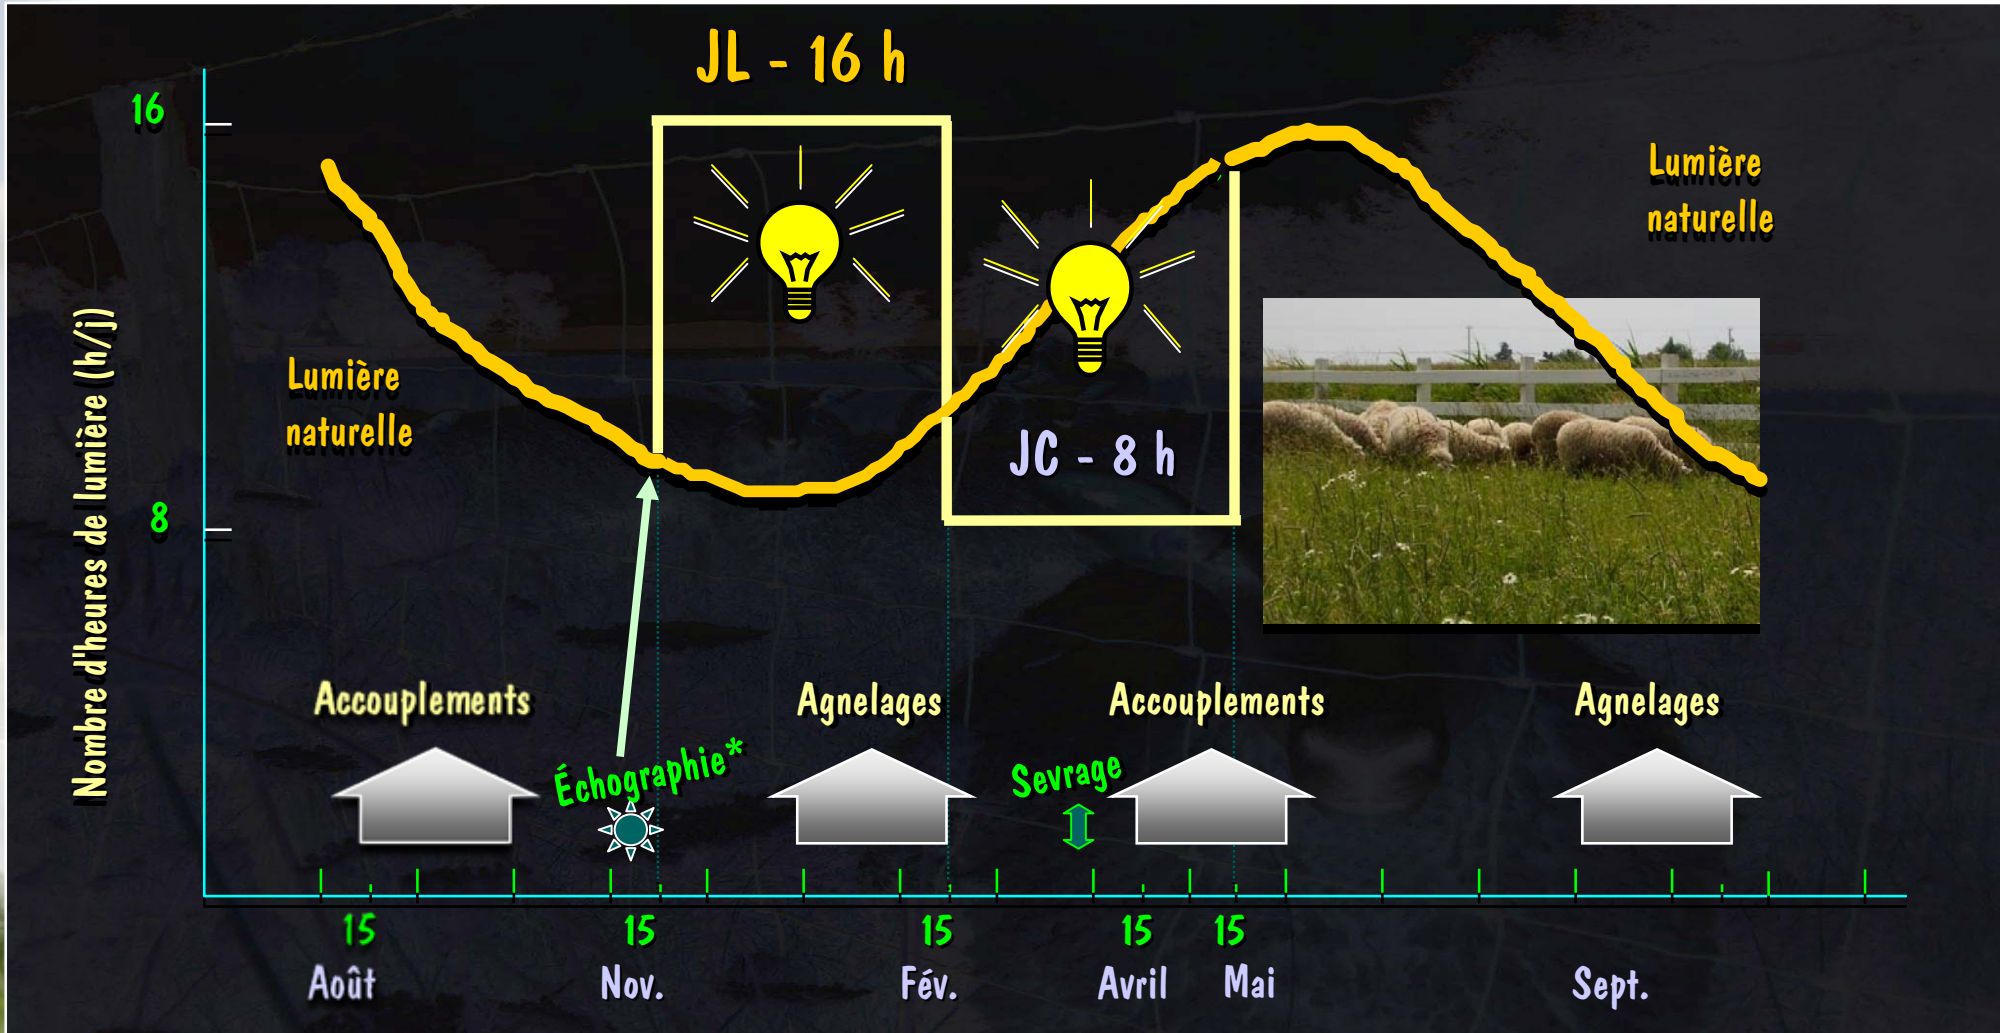 JL - 16 h
16
Lumière
naturelle
Lumière
naturelle
JC - 8 h
8
Nombre d'heures de lumière (h/j)
Accouplements
Agnelages
Accouplements
Agnelages
Échographie*
Sevrage
15
15
15
15
15
Août
Nov.
Fév.
Avril
Mai
Sept.